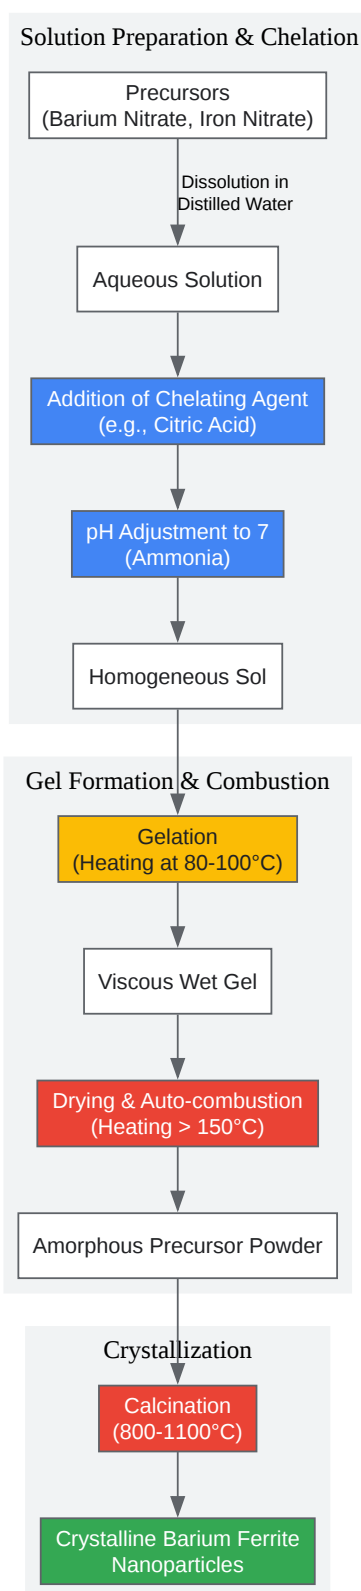 Solution Preparation & Chelation
Precursors
(Barium Nitrate, Iron Nitrate)
Dissolution in
Distilled Water
Aqueous Solution
Addition of Chelating Agent
(e.g., Citric Acid)
pH Adjustment to 7
(Ammonia)
Homogeneous Sol
Gel Formation & Combustion
Gelation
(Heating at 80-100°C)
Viscous Wet Gel
Drying & Auto-combustion
(Heating > 150°C)
Amorphous Precursor Powder
Crystallization
Calcination
(800-1100°C)
Crystalline Barium Ferrite
Nanoparticles